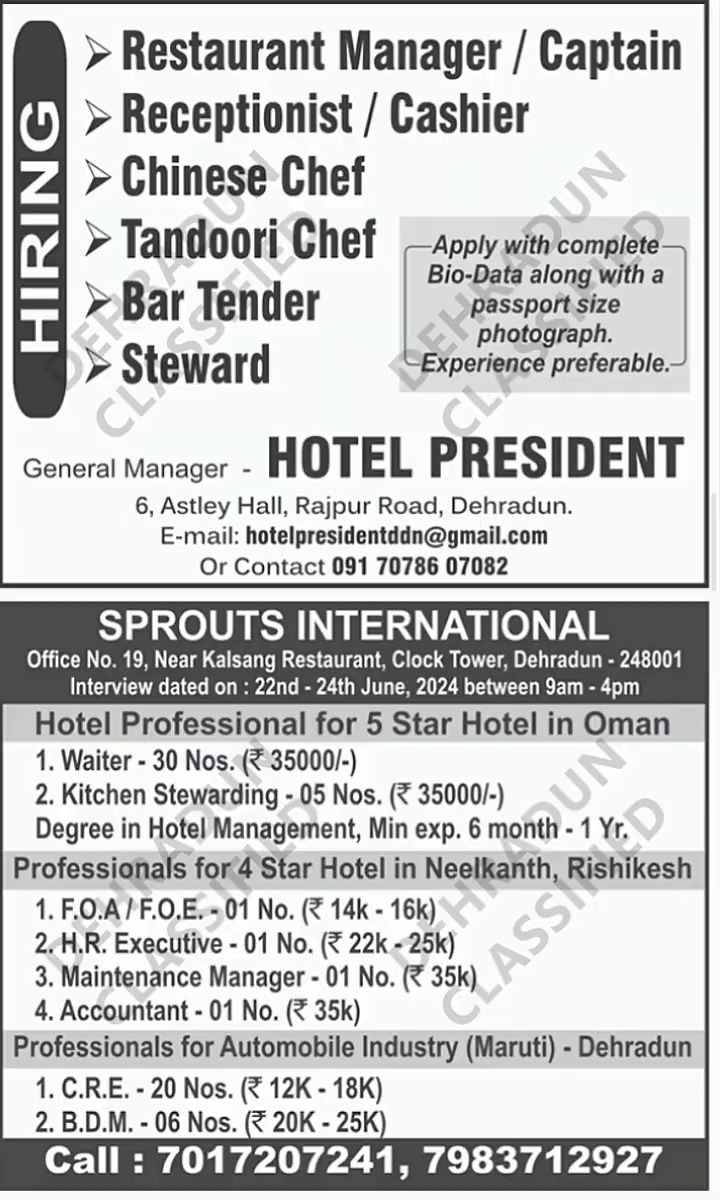 HIRING
➢ Restaurant Manager / Captain
➢ Receptionist / Cashier
➢ Chinese Chef
➢ Tandoori Chef
➢ Bar Tender
➢ Steward
Apply with complete
Bio-Data along with a
passport size
photograph.
Experience preferable.
General Manager - HOTEL PRESIDENT
6, Astley Hall, Rajpur Road, Dehradun.
E-mail: hotelpresidentddn@gmail.com
Or Contact 091 70786 07082
DEHRADUN
CLASSIFIED
DEHRADUN
CLASSIFIED
SPROUTS INTERNATIONAL
Office No. 19, Near Kalsang Restaurant, Clock Tower, Dehradun - 248001
Interview dated on : 22nd - 24th June, 2024 between 9am - 4pm
Hotel Professional for 5 Star Hotel in Oman
1. Waiter - 30 Nos. (₹ 35000/-)
2. Kitchen Stewarding - 05 Nos. (₹ 35000/-)
Degree in Hotel Management, Min exp. 6 month - 1 Yr.
Professionals for 4 Star Hotel in Neelkanth, Rishikesh
1. F.O.A / F.O.E. - 01 No. (₹ 14k - 16k)
2. H.R. Executive - 01 No. (₹ 22k - 25k)
3. Maintenance Manager - 01 No. (₹ 35k)
4. Accountant - 01 No. (₹ 35k)
Professionals for Automobile Industry (Maruti) - Dehradun
1. C.R.E. - 20 Nos. (₹ 12K - 18K)
2. B.D.M. - 06 Nos. (₹ 20K - 25K)
Call : 7017207241, 7983712927
DEHRADUN
CLASSIFIED
DEHRADUN
CLASSIFIED